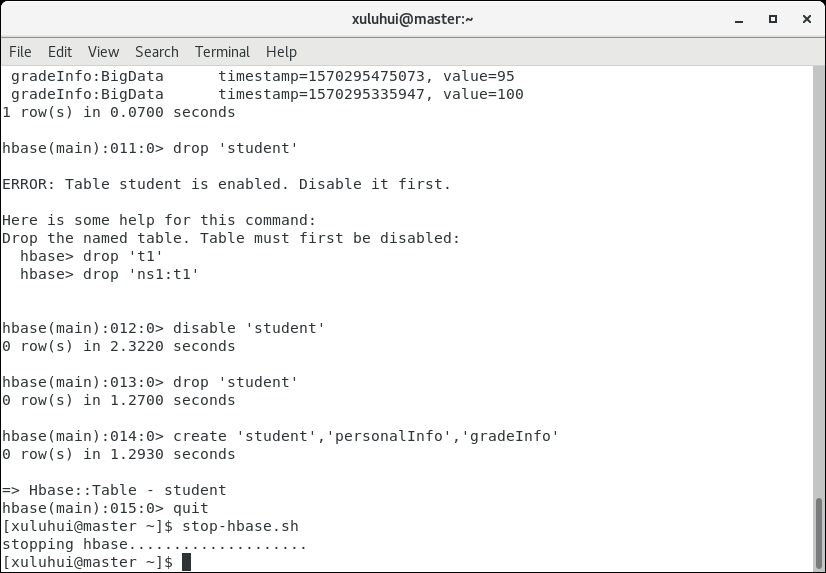 xuluhui@master:~
File Edit View Search Terminal Help
gradeInfo:BigData timestamp=1570295475073, value=95
gradeInfo:BigData timestamp=1570295335947, value=100
1 row(s) in 0.0700 seconds
hbase(main):011:0> drop 'student'
ERROR: Table student is enabled. Disable it first.
Here is some help for this command:
Drop the named table. Table must first be disabled:
hbase> drop 't1'
hbase> drop 'ns1:t1'
hbase(main):012:0> disable 'student'
0 row(s) in 2.3220 seconds
hbase(main):013:0> drop 'student'
0 row(s) in 1.2700 seconds
hbase(main):014:0> create 'student','personalInfo','gradeInfo'
0 row(s) in 1.2930 seconds
=> Hbase::Table - student
hbase(main):015:0> quit
[xuluhui@master ~]$ stop-hbase.sh
stopping hbase....................
[xuluhui@master ~]$